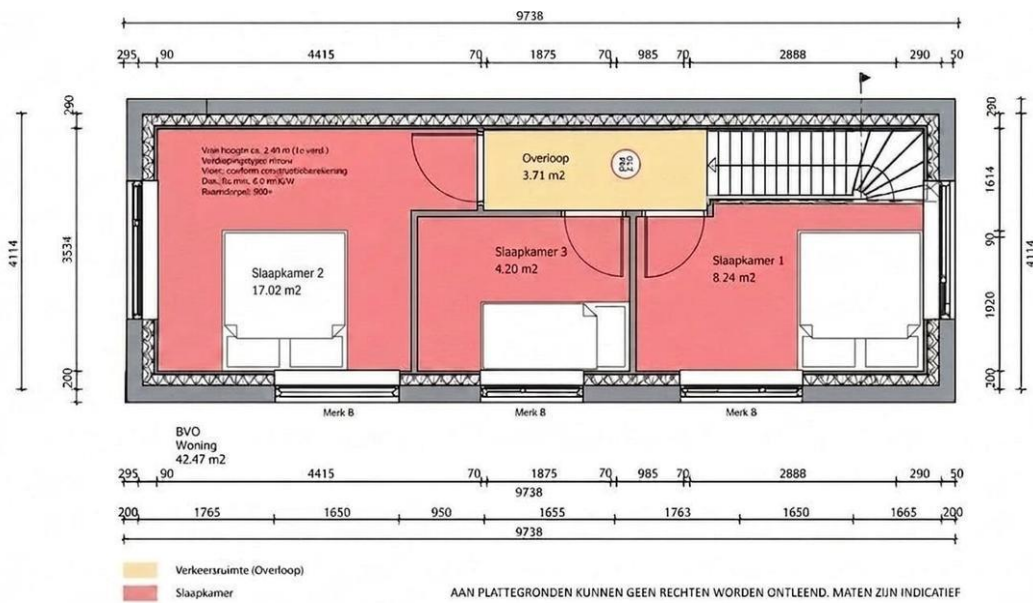 9738
295 90 4415 70 1875 70 985 70 2888 290 50
290
3534
200
4114
290
1614
90
1920
200
4114
Overloop
3.71 m2
Slaapkamer 2
17.02 m2
Slaapkamer 3
4.20 m2
Slaapkamer 1
8.24 m2
Merk B Merk B Merk B
BVO
Woning
42.47 m2
295 90 4415 70 1875 70 985 70 2888 290 50
9738
200 1765 1650 950 1655 1763 1650 1665 200
9738
Verkeersruimte (Overloop)
Slaapkamer
AAN PLATTEGRONDEN KUNNEN GEEN RECHTEN WORDEN ONTLEEND. MATEN ZIJN INDICATIEF